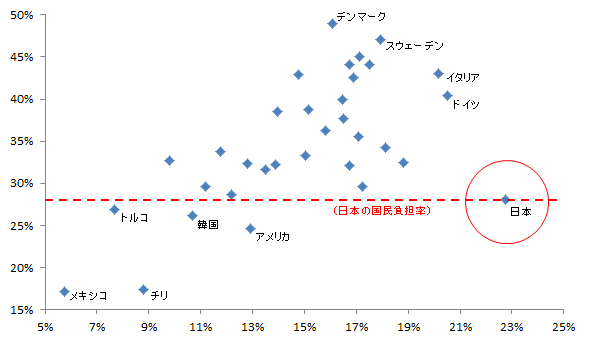 50%
デンマーク
スウェーデン
45%
イタリア
40%
ドイツ
35%
30%
(日本の国民負担率)
日本
トルコ
韓国
25%
アメリカ
20%
メキシコ
チリ
15%
5% 7% 9% 11% 13% 15% 17% 19% 21% 23% 25%